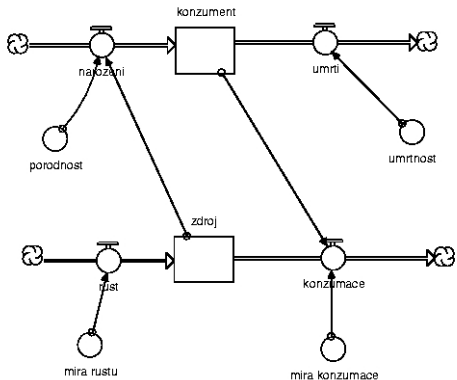 konzument
narozeni
umrti
porodnost
umrtnost
zdroj
rust
konzumace
mira rustu
mira konzumace